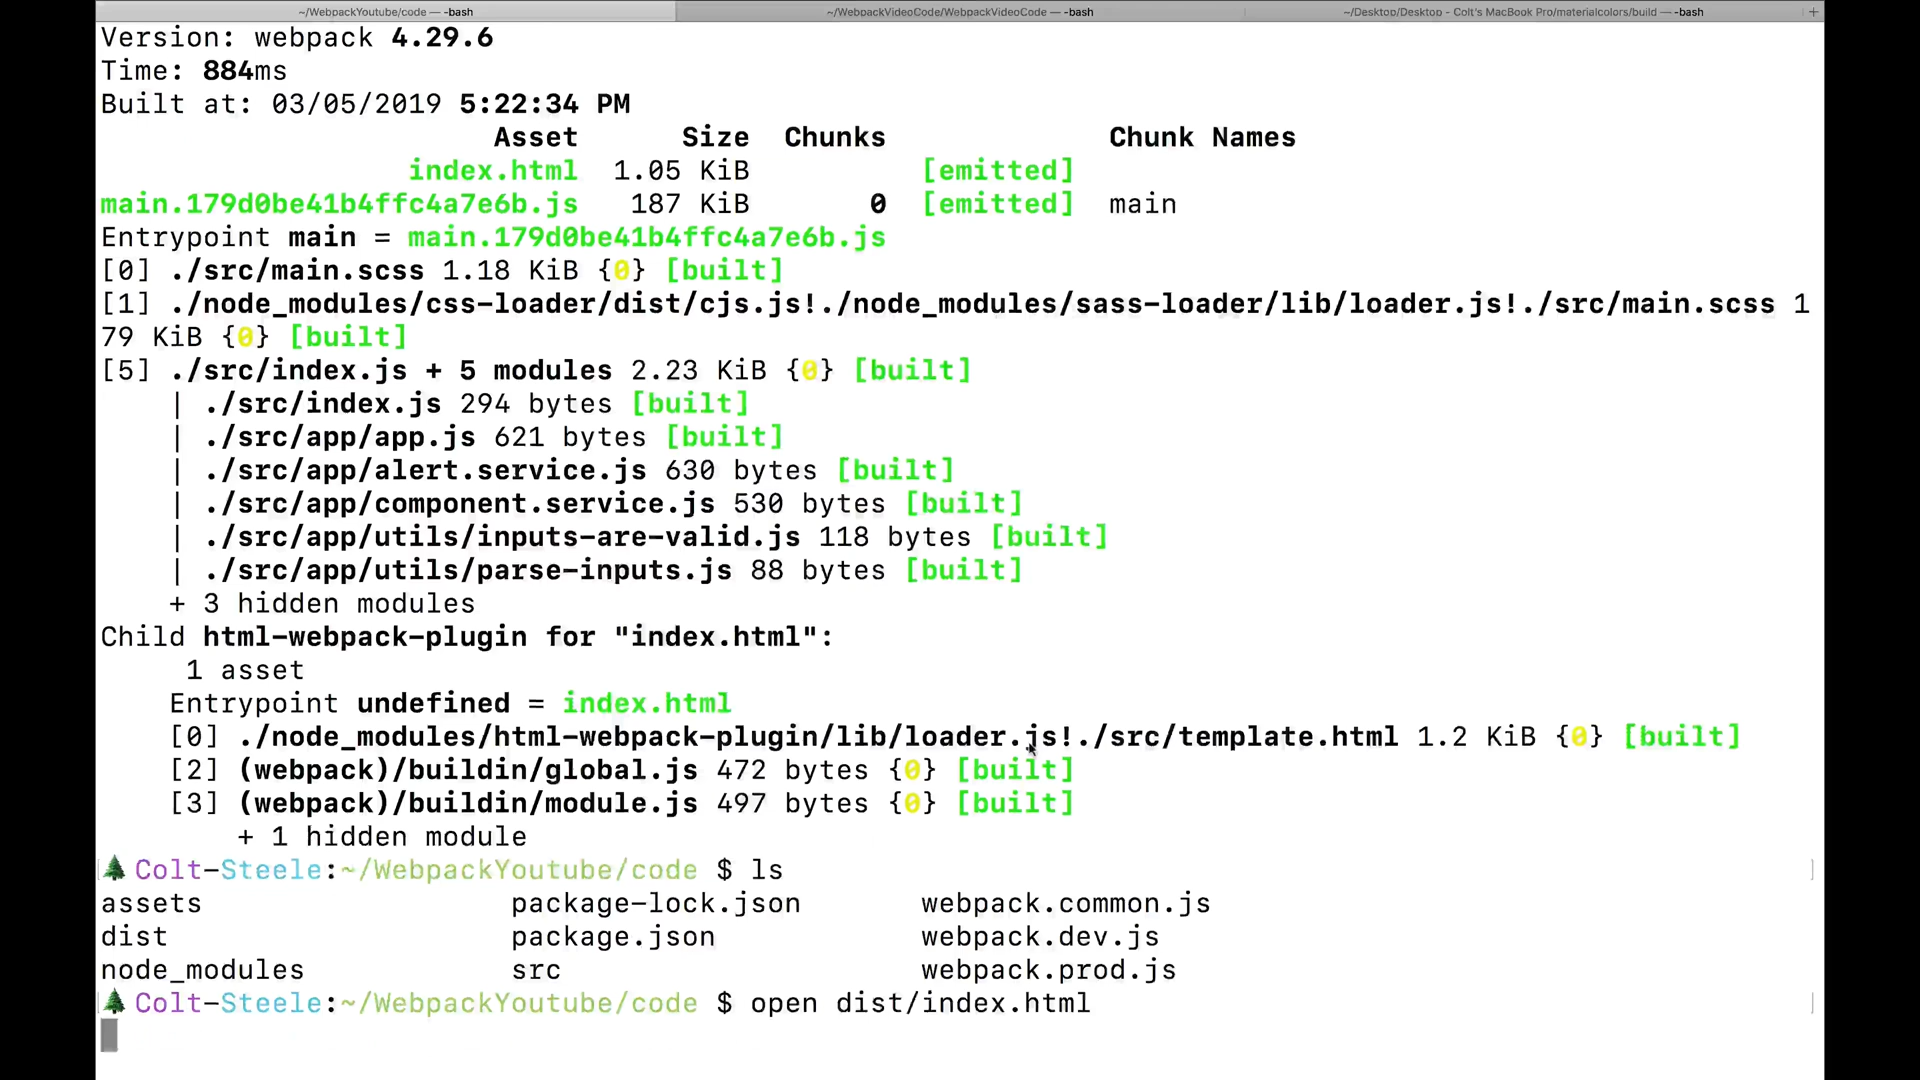 ~/WebpackYoutube/code — -bash
~/WebpackVideoCode/WebpackVideoCode — -bash
~/Desktop/Desktop - Colt's MacBook Pro/materialcolors/build — -bash
+
Version: webpack 4.29.6
Time: 884ms
Built at: 03/05/2019 5:22:34 PM
Asset Size Chunks Chunk Names
index.html 1.05 KiB [emitted]
main.179d0be41b4ffc4a7e6b.js 187 KiB 0 [emitted] main
Entrypoint main = main.179d0be41b4ffc4a7e6b.js
[0] ./src/main.scss 1.18 KiB {0} [built]
[1] ./node_modules/css-loader/dist/cjs.js!./node_modules/sass-loader/lib/loader.js!./src/main.scss 1
79 KiB {0} [built]
[5] ./src/index.js + 5 modules 2.23 KiB {0} [built]
| ./src/index.js 294 bytes [built]
| ./src/app/app.js 621 bytes [built]
| ./src/app/alert.service.js 630 bytes [built]
| ./src/app/component.service.js 530 bytes [built]
| ./src/app/utils/inputs-are-valid.js 118 bytes [built]
| ./src/app/utils/parse-inputs.js 88 bytes [built]
+ 3 hidden modules
Child html-webpack-plugin for "index.html":
1 asset
Entrypoint undefined = index.html
[0] ./node_modules/html-webpack-plugin/lib/loader.js!./src/template.html 1.2 KiB {0} [built]
[2] (webpack)/buildin/global.js 472 bytes {0} [built]
[3] (webpack)/buildin/module.js 497 bytes {0} [built]
+ 1 hidden module
[🌲 Colt-Steele:~/WebpackYoutube/code $ ls ]
assets package-lock.json webpack.common.js
dist package.json webpack.dev.js
node_modules src webpack.prod.js
[🌲 Colt-Steele:~/WebpackYoutube/code $ open dist/index.html ]